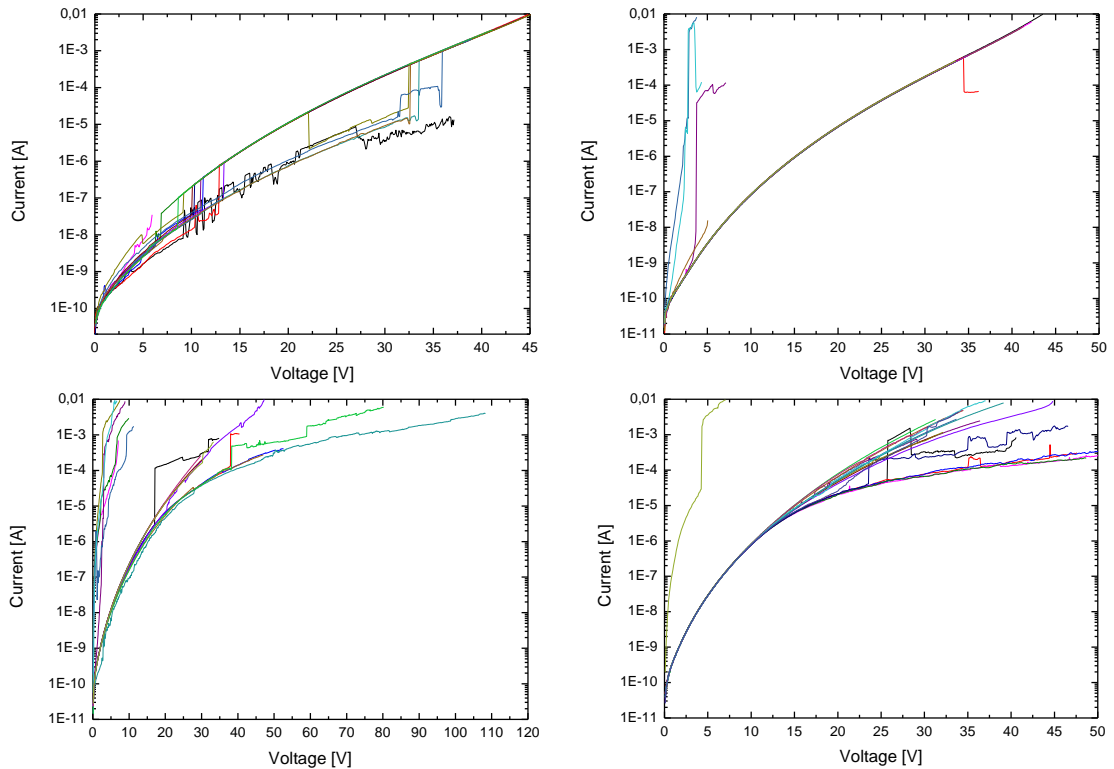 0,01
1E-3
1E-4
1E-5
1E-6
1E-7
1E-8
1E-9
1E-10
Current [A]
0 5 10 15 20 25 30 35 40 45
Voltage [V]
0,01
1E-3
1E-4
1E-5
1E-6
1E-7
1E-8
1E-9
1E-10
1E-11
Current [A]
0 5 10 15 20 25 30 35 40 45 50
Voltage [V]
0,01
1E-3
1E-4
1E-5
1E-6
1E-7
1E-8
1E-9
1E-10
1E-11
Current [A]
0 10 20 30 40 50 60 70 80 90 100 110 120
Voltage [V]
0,01
1E-3
1E-4
1E-5
1E-6
1E-7
1E-8
1E-9
1E-10
1E-11
Current [A]
0 5 10 15 20 25 30 35 40 45 50
Voltage [V]